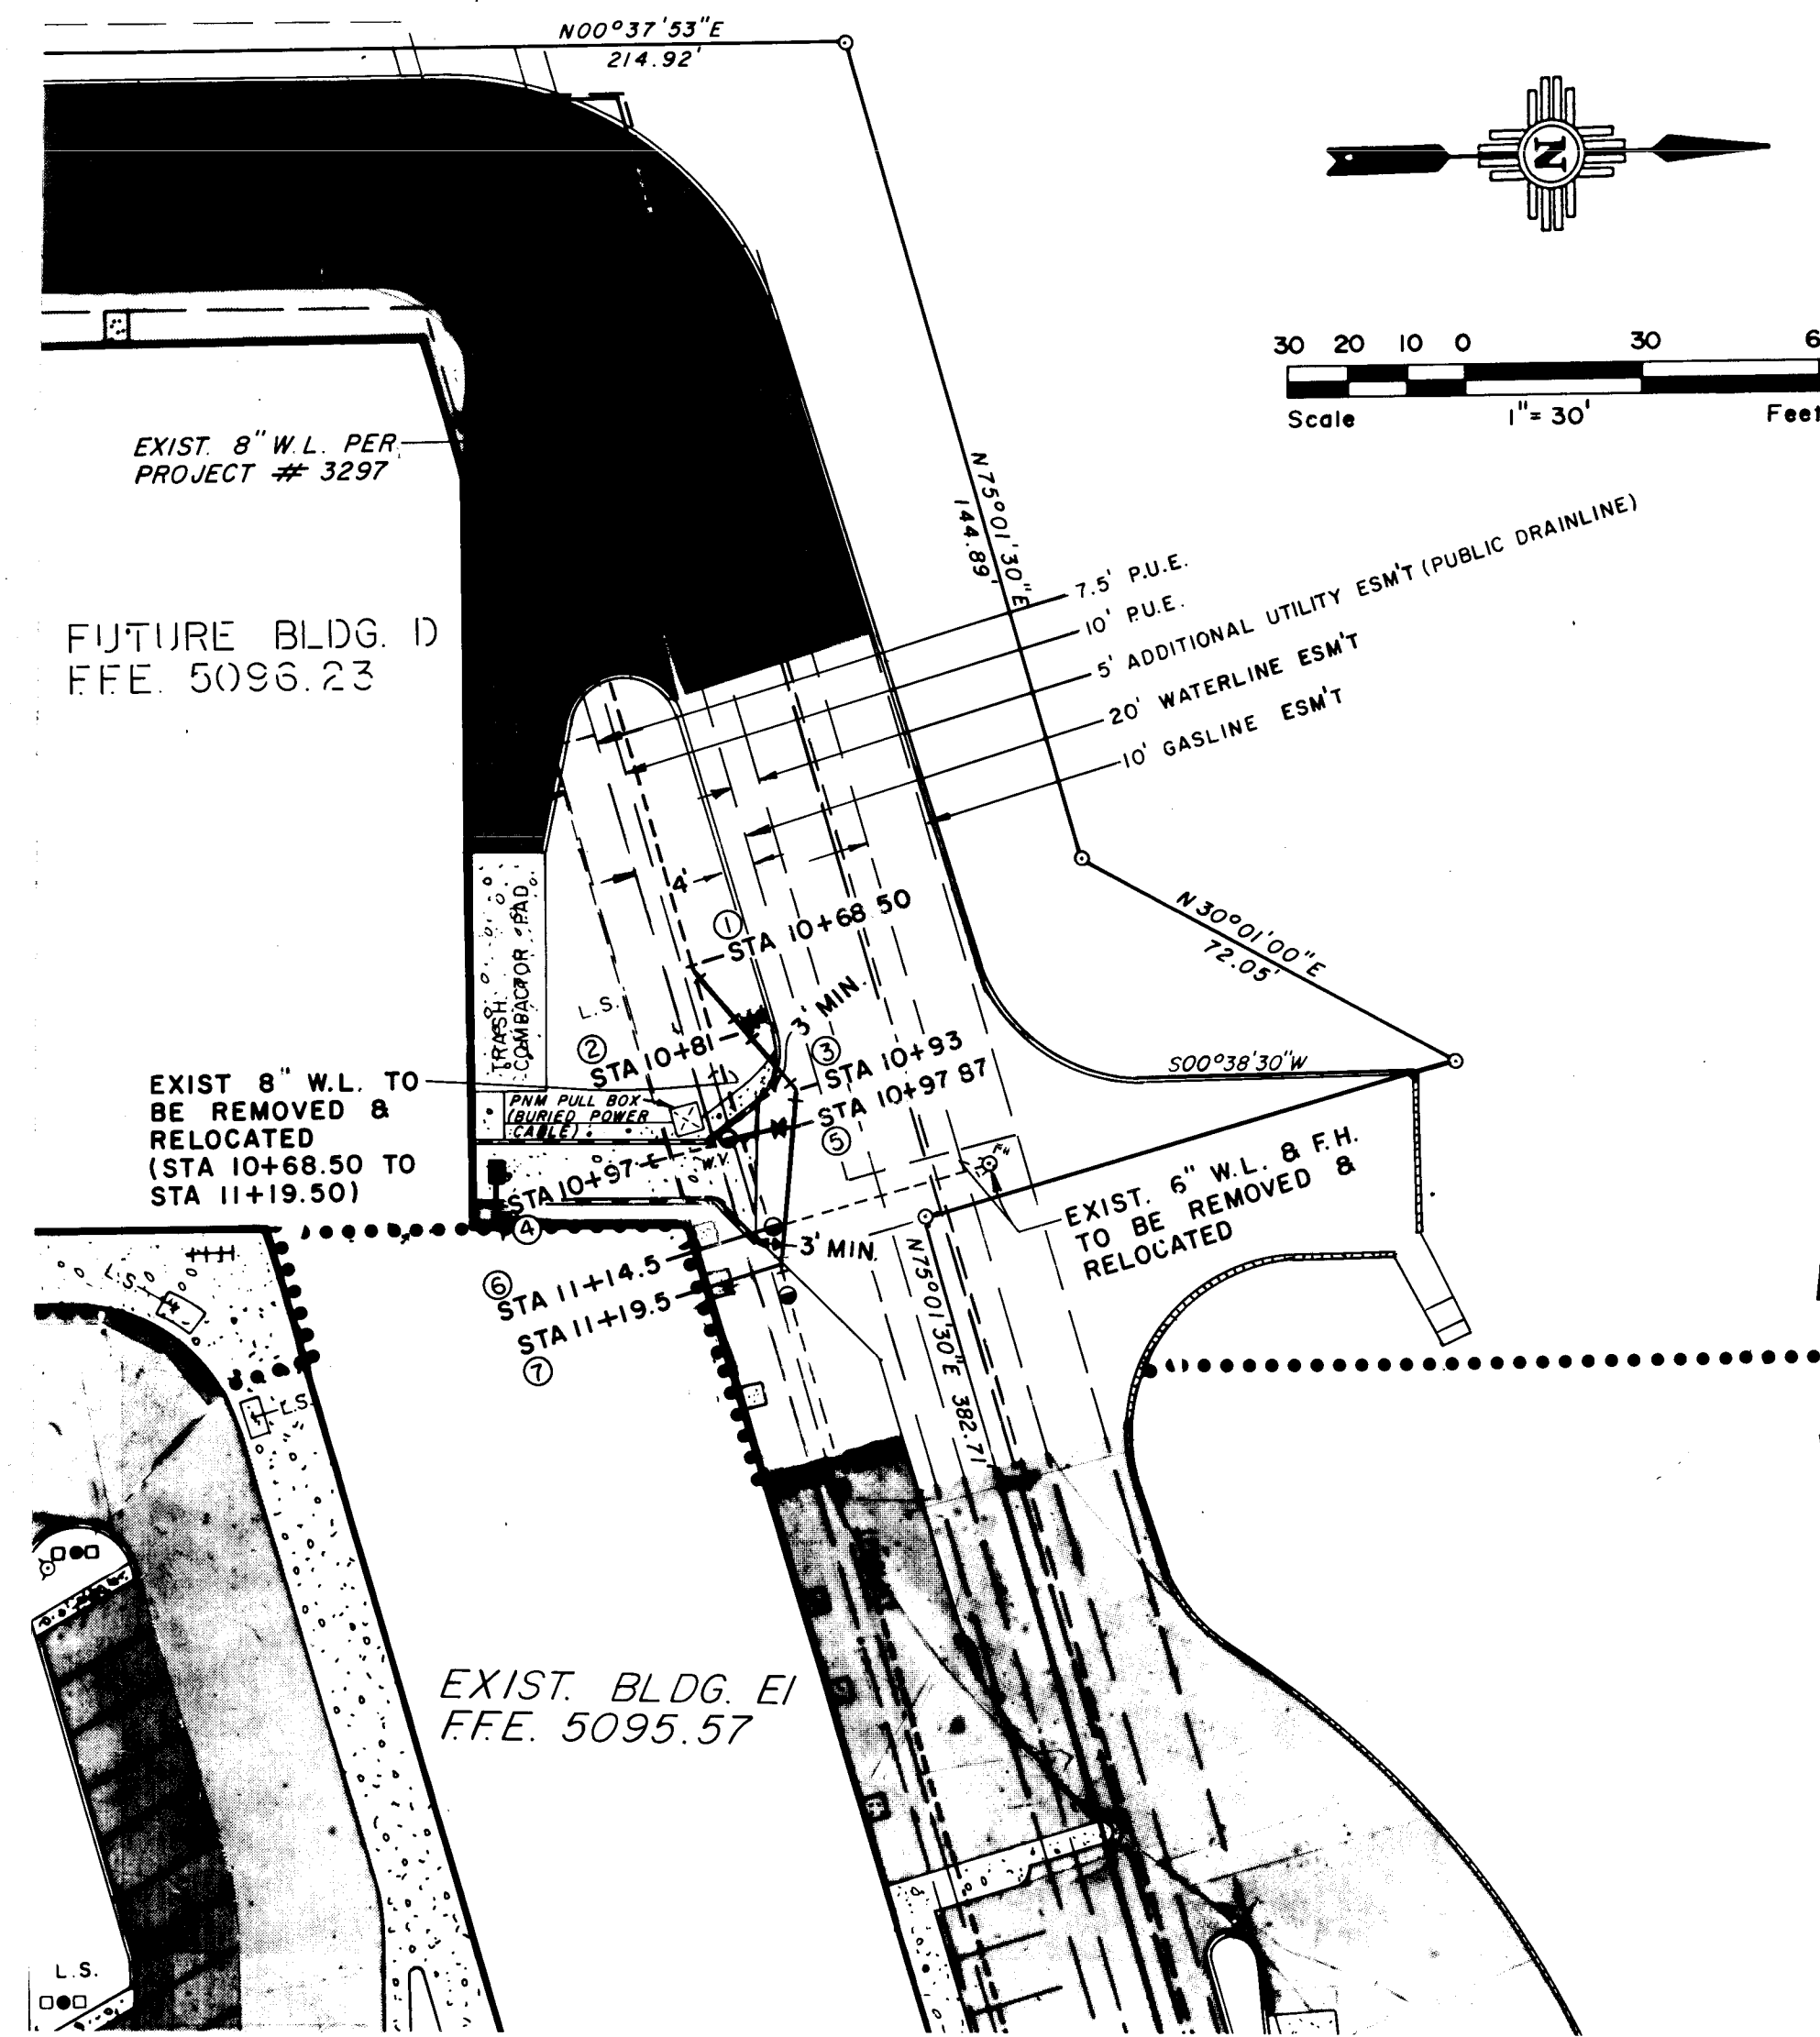 N00°37'53"E
214.92'
N
30 20 10 0 30 6
Scale 1"=30' Feet
EXIST. 8" W.L. PER
PROJECT # 3297
N75°01'30"E
144.89'
7.5' P.U.E.
10' P.U.E.
5' ADDITIONAL UTILITY ESM'T (PUBLIC DRAINLINE)
20' WATERLINE ESM'T
10' GASLINE ESM'T
FUTURE BLDG. D
F.F.E. 5096.23
4'
1
STA 10+68.50
N30°01'00"E
72.05'
TRASH
COMPACTOR PAD
L.S.
3' MIN.
2
STA 10+81
3
STA 10+93
STA 10+97.87
5
S00°38'30"W
EXIST 8" W.L. TO
BE REMOVED &
RELOCATED
(STA 10+68.50 TO
STA 11+19.50)
PNM PULL BOX
(BURIED POWER
CABLE)
W.V.
STA 10+97
4
F.H.
EXIST. 6" W.L. & F.H.
TO BE REMOVED &
RELOCATED
3' MIN.
6
STA 11+14.5
STA 11+19.5
7
N75°01'30"E 382.71
L.S.
L.S.
EXIST. BLDG. E1
F.F.E. 5095.57
L.S.